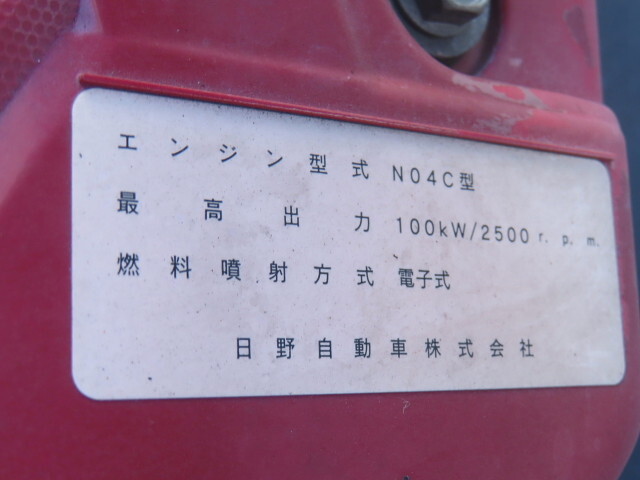 エンジン型式 N04C型
最高出力 100kW/2500 r. p. m.
燃料噴射方式 電子式
日野自動車株式会社